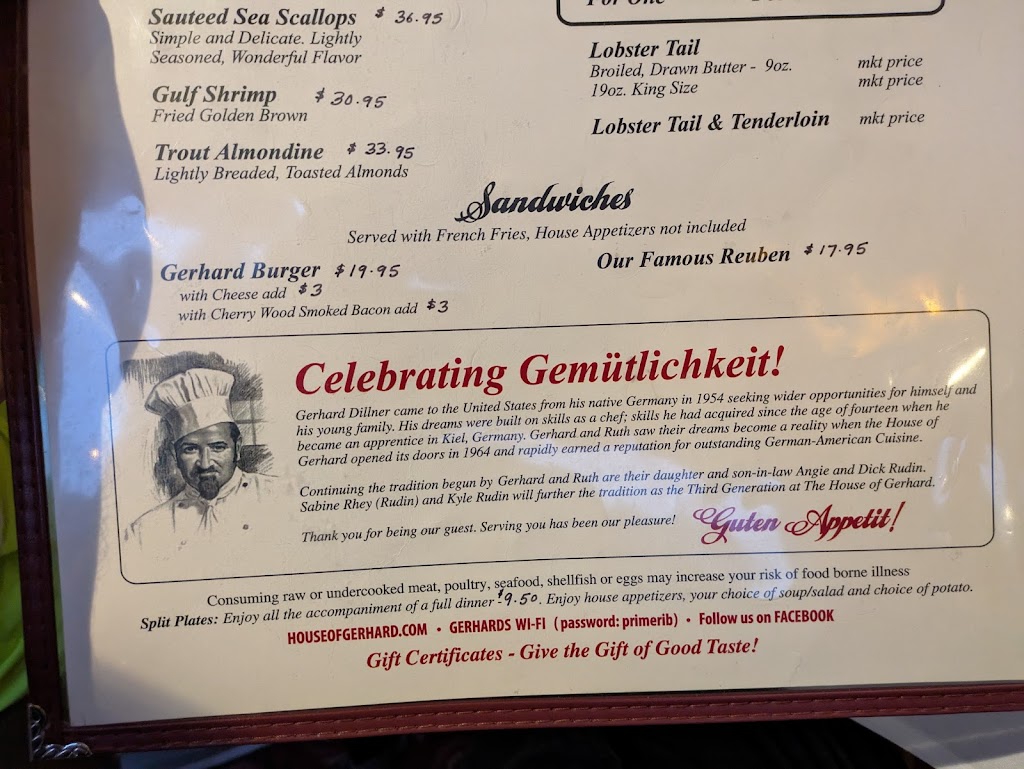 Sauteed Sea Scallops $ 36.95
Simple and Delicate. Lightly
Seasoned, Wonderful Flavor
Gulf Shrimp $ 30.95
Fried Golden Brown
Trout Almondine $ 33.95
Lightly Breaded, Toasted Almonds
For One
Lobster Tail
Broiled, Drawn Butter - 9oz. mkt price
19oz. King Size mkt price
Lobster Tail & Tenderloin mkt price
Sandwiches
Served with French Fries, House Appetizers not included
Gerhard Burger $19.95
with Cheese add $3
with Cherry Wood Smoked Bacon add $3
Our Famous Reuben $17.95
Celebrating Gemütlichkeit!
Gerhard Dillner came to the United States from his native Germany in 1954 seeking wider opportunities for himself and
his young family. His dreams were built on skills as a chef; skills he had acquired since the age of fourteen when he
became an apprentice in Kiel, Germany. Gerhard and Ruth saw their dreams become a reality when the House of
Gerhard opened its doors in 1964 and rapidly earned a reputation for outstanding German-American Cuisine.
Continuing the tradition begun by Gerhard and Ruth are their daughter and son-in-law Angie and Dick Rudin.
Sabine Rhey (Rudin) and Kyle Rudin will further the tradition as the Third Generation at The House of Gerhard.
Thank you for being our guest. Serving you has been our pleasure! Guten Appetit!
Consuming raw or undercooked meat, poultry, seafood, shellfish or eggs may increase your risk of food borne illness
Split Plates: Enjoy all the accompaniment of a full dinner - $9.50. Enjoy house appetizers, your choice of soup/salad and choice of potato.
HOUSEOFGERHARD.COM • GERHARDS WI-FI (password: primerib) • Follow us on FACEBOOK
Gift Certificates - Give the Gift of Good Taste!